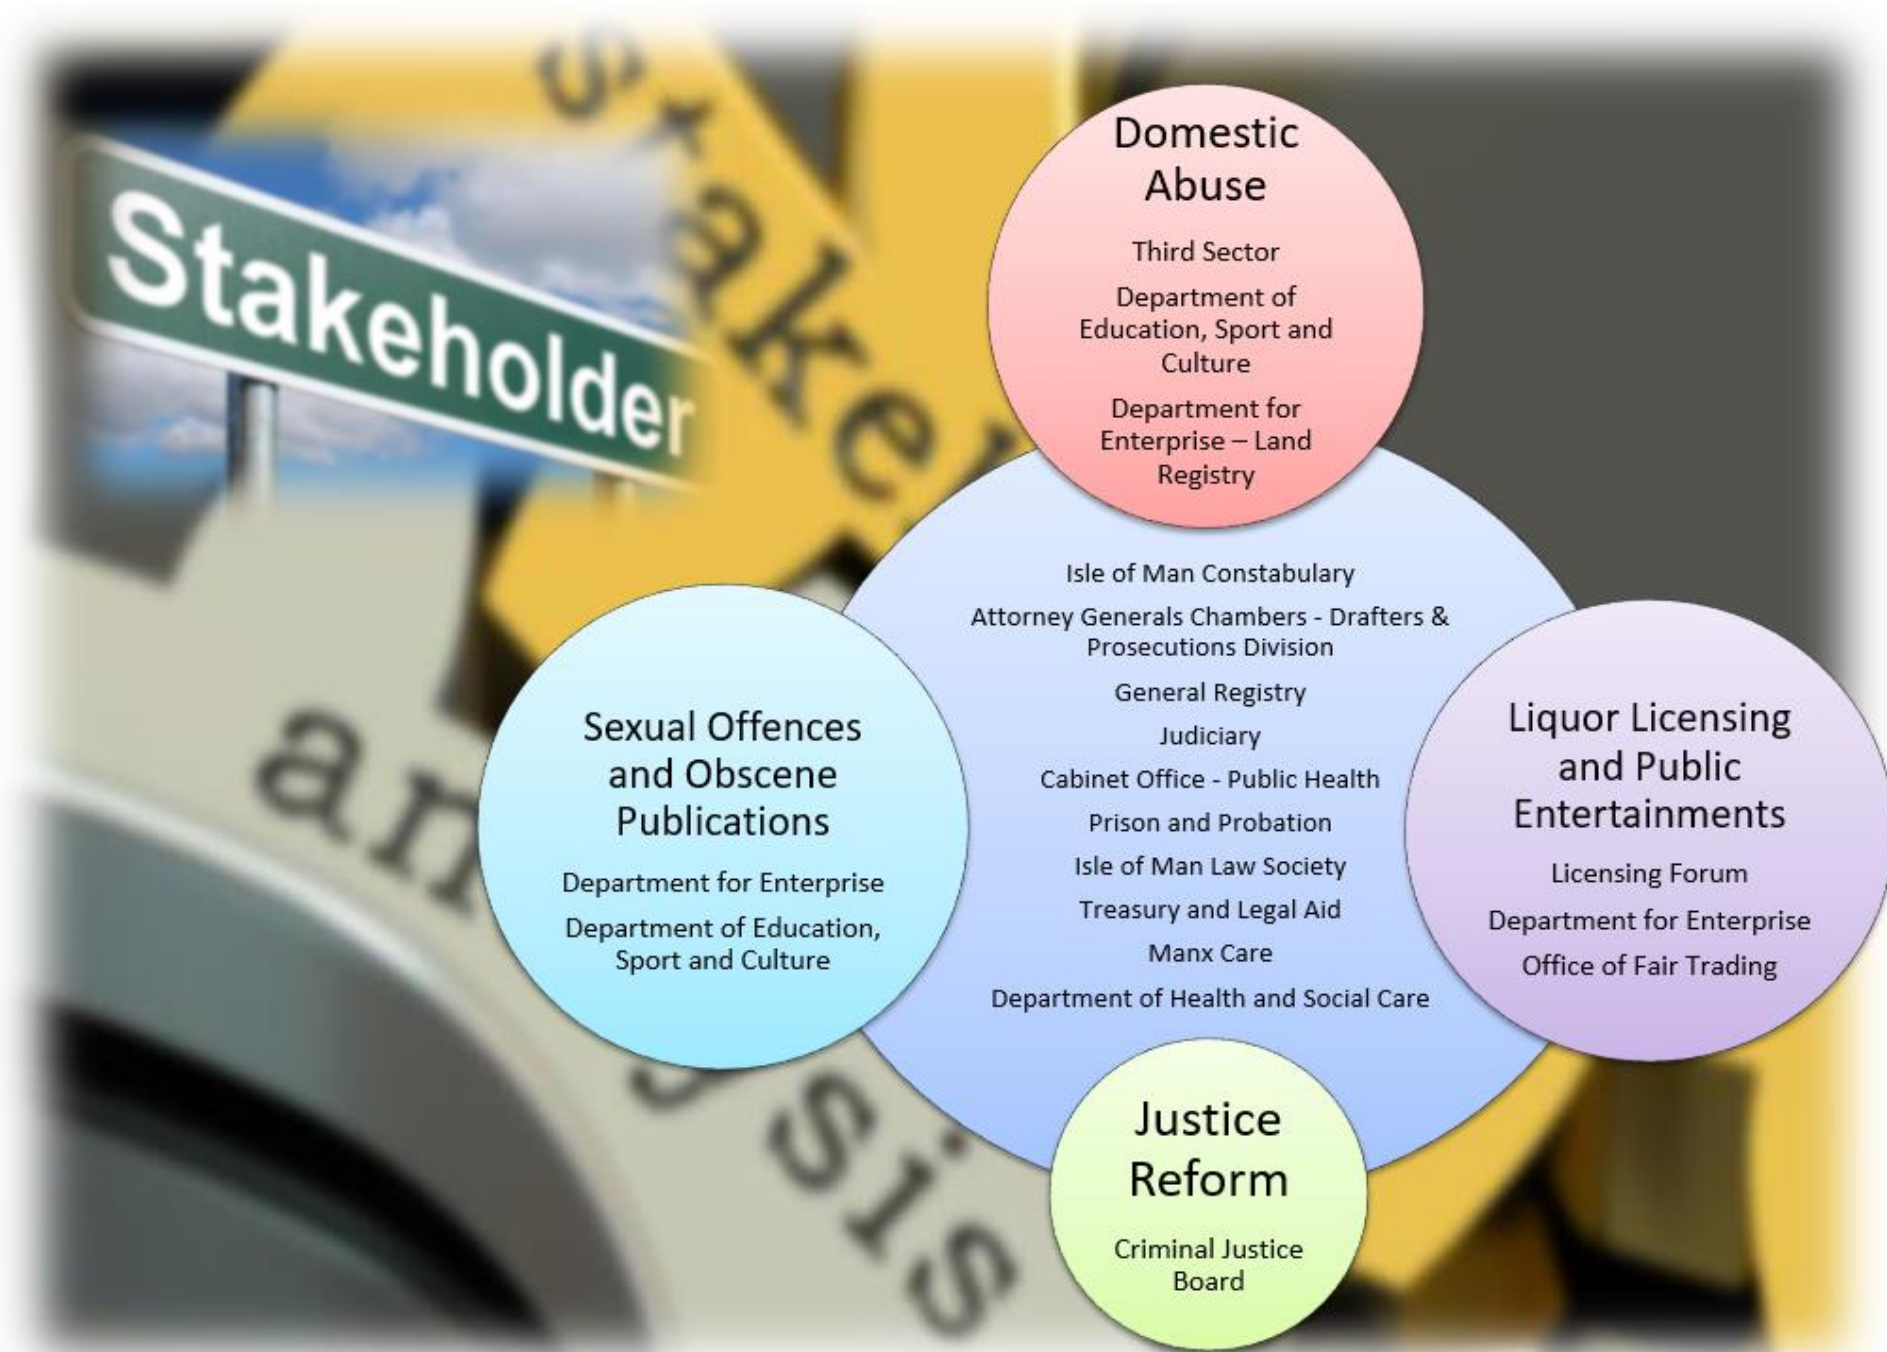 Stakeholder
stake
an
ysis
Domestic
Abuse
Third Sector
Department of
Education, Sport and
Culture
Department for
Enterprise – Land
Registry
Isle of Man Constabulary
Attorney Generals Chambers - Drafters &
Prosecutions Division
General Registry
Judiciary
Cabinet Office - Public Health
Prison and Probation
Isle of Man Law Society
Treasury and Legal Aid
Manx Care
Department of Health and Social Care
Sexual Offences
and Obscene
Publications
Department for Enterprise
Department of Education,
Sport and Culture
Liquor Licensing
and Public
Entertainments
Licensing Forum
Department for Enterprise
Office of Fair Trading
Justice
Reform
Criminal Justice
Board